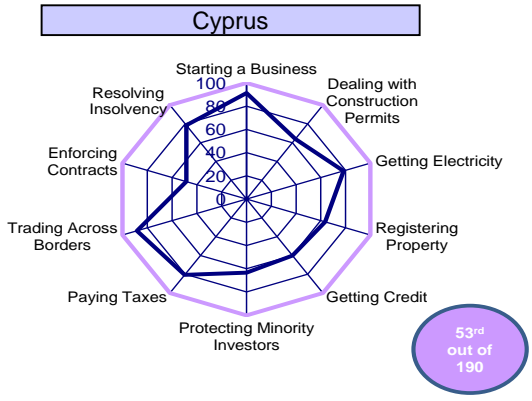 Cyprus
Starting a Business
Dealing with
Construction
Permits
Getting Electricity
Registering
Property
Getting Credit
Protecting Minority
Investors
Paying Taxes
Trading Across
Borders
Enforcing
Contracts
Resolving
Insolvency
100
80
60
40
20
0
53rd
out of
190